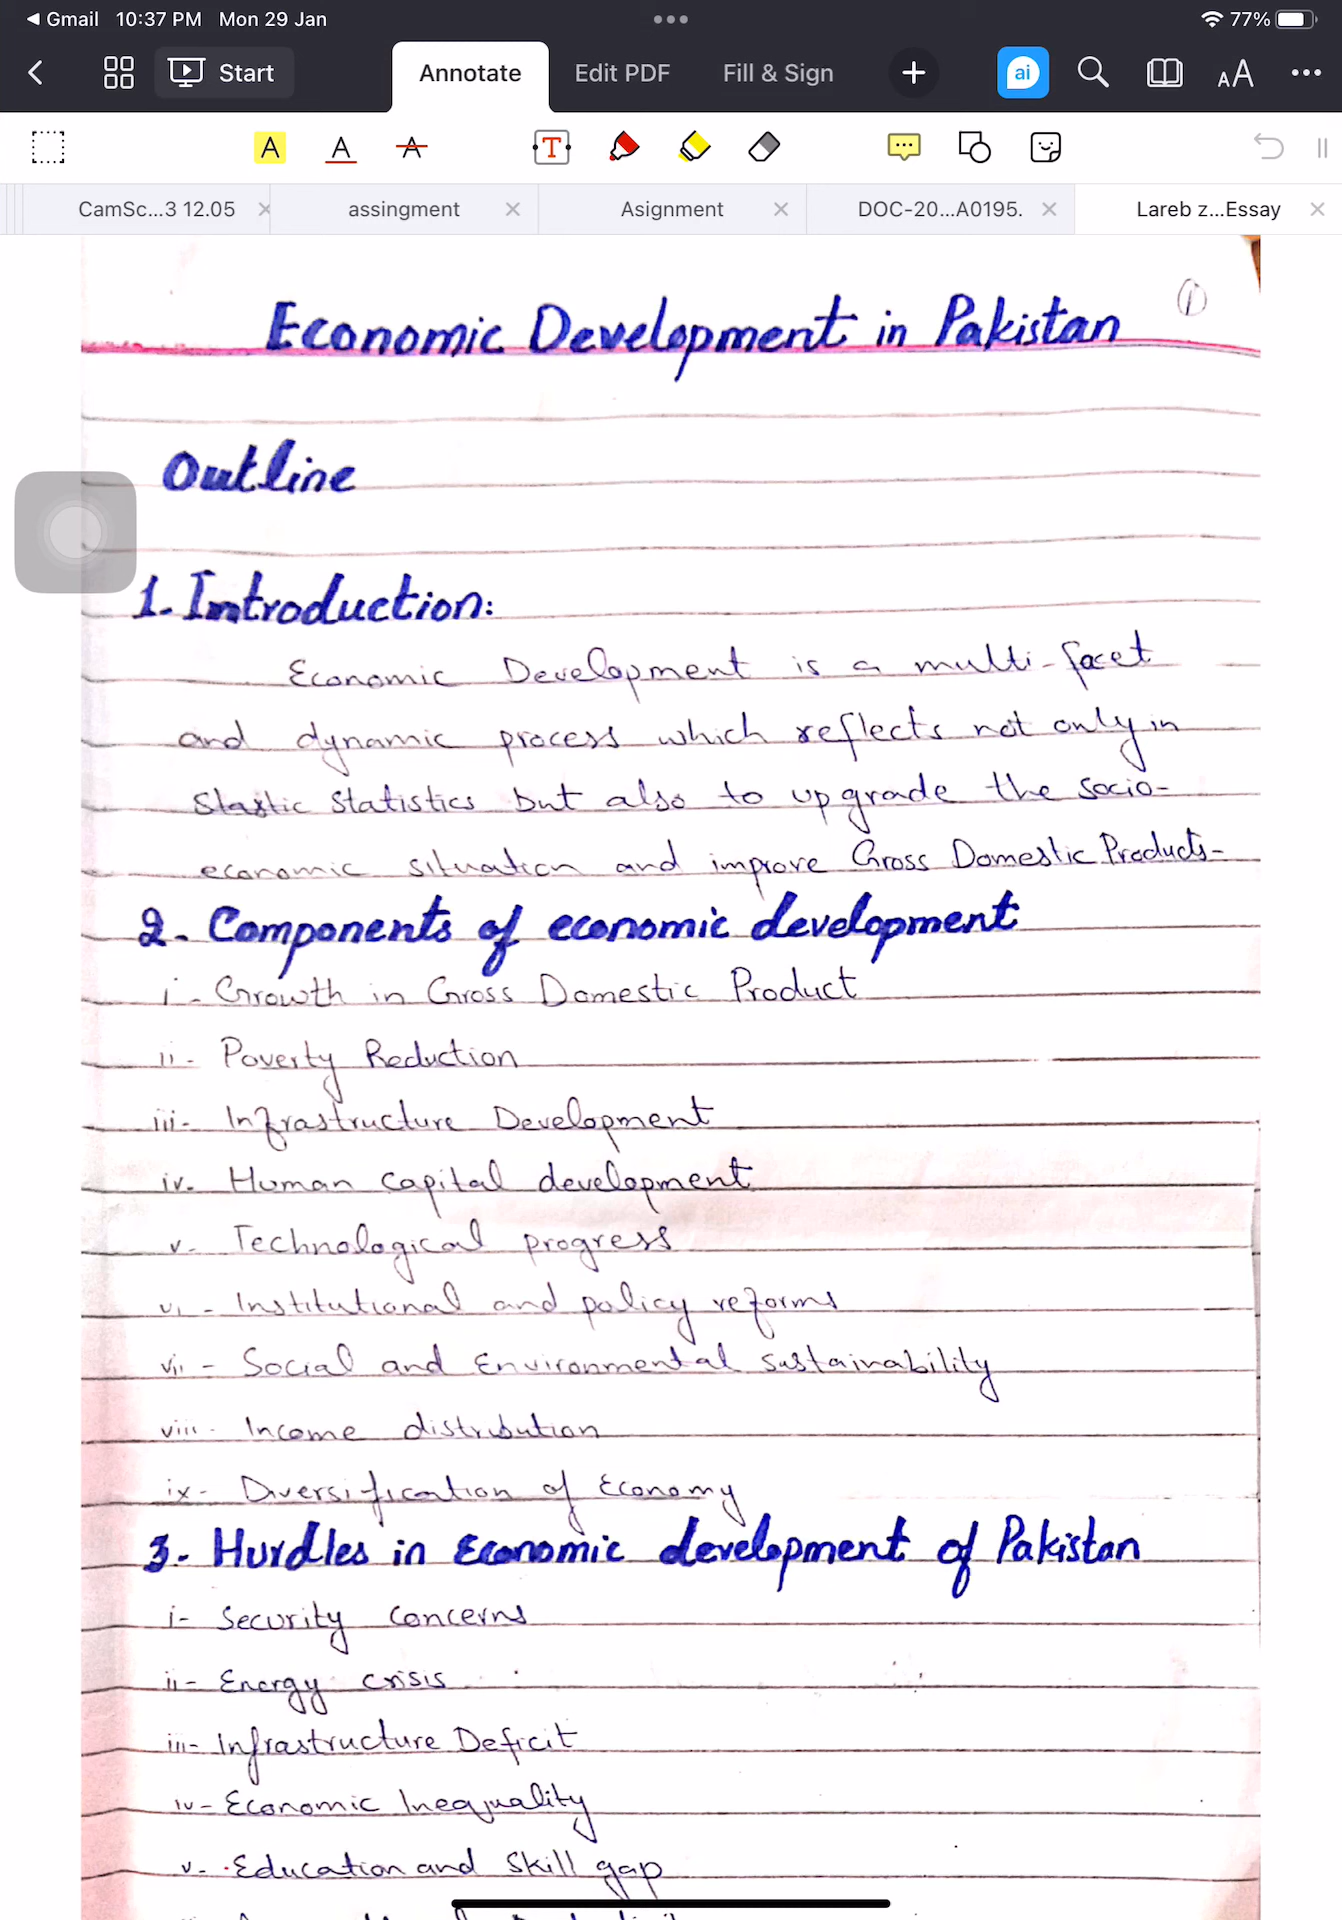 Gmail 10:37 PM Mon 29 Jan 77%
Start Annotate Edit PDF Fill & Sign ai AA
A A A T
CamSc...3 12.05 assingment Asignment DOC-20...A0195. Lareb z...Essay
1
Economic Development in Pakistan
Outline
1. Introduction:
Economic Development is a multi-facet
and dynamic process which reflects not only in
Stastic Statistics but also to upgrade the socio-
economic situation and improve Gross Domestic Products-
2. Components of economic development
i- Growth in Gross Domestic Product
ii- Poverty Reduction
iii- Infrastructure Development
iv. Human capital development
v- Technological progress
vi- Institutional and policy reforms
vii- Social and Environmental sustainability
viii- Income distribution
ix- Diversification of Economy
3- Hurdles in Economic development of Pakistan
i- Security concerns
ii- Energy crisis
iii- Infrastructure Deficit
iv- Economic Inequality
v- Education and Skill gap